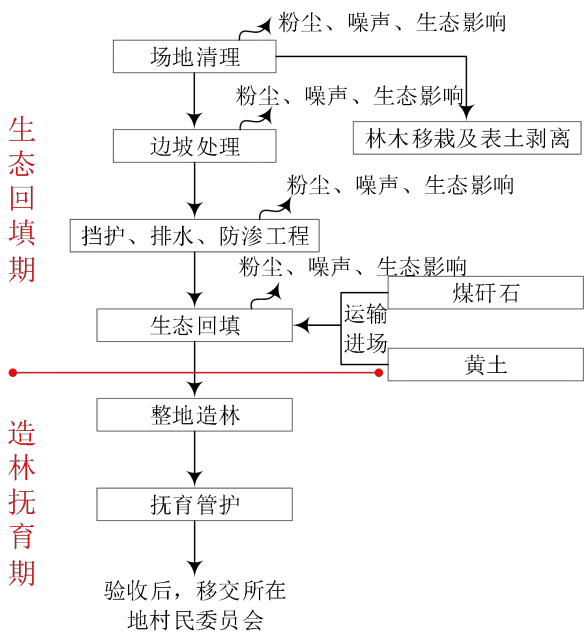 粉尘、噪声、生态影响
场地清理
粉尘、噪声、生态影响
林木移栽及表土剥离
边坡处理
粉尘、噪声、生态影响
挡护、排水、防渗工程
粉尘、噪声、生态影响
煤矸石
生态回填
运输
进场
黄土
生态回填期
整地造林
抚育管护
造林抚育期
验收后，移交所在
地村民委员会